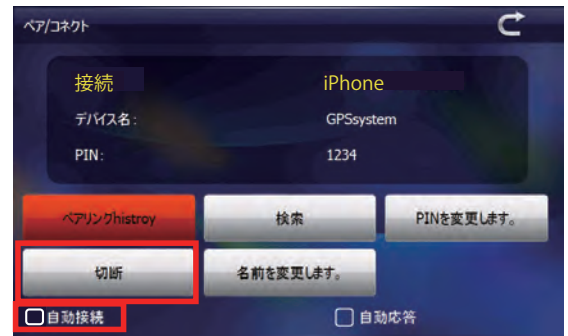 ペア/コネクト
接続 iPhone
デバイス名: GPSsystem
PIN: 1234
ペアリングhistroy 検索 PINを変更します。
切断 名前を変更します。
自動接続 自動応答